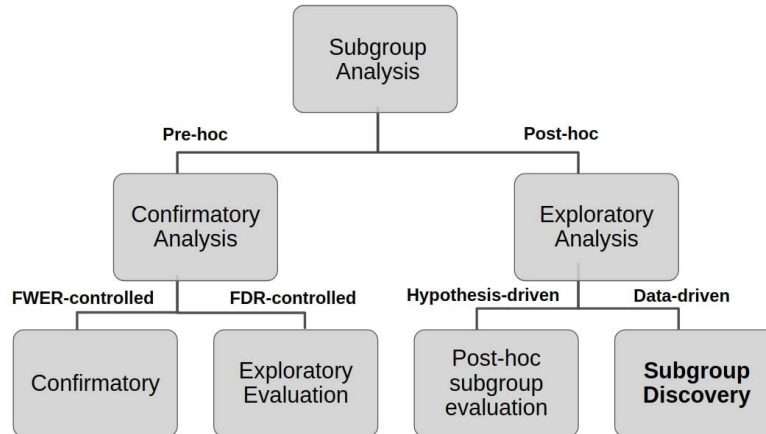 Subgroup
Analysis
Pre-hoc
Post-hoc
Confirmatory
Analysis
Exploratory
Analysis
FWER-controlled
FDR-controlled
Hypothesis-driven
Data-driven
Confirmatory
Exploratory
Evaluation
Post-hoc
subgroup
evaluation
Subgroup
Discovery